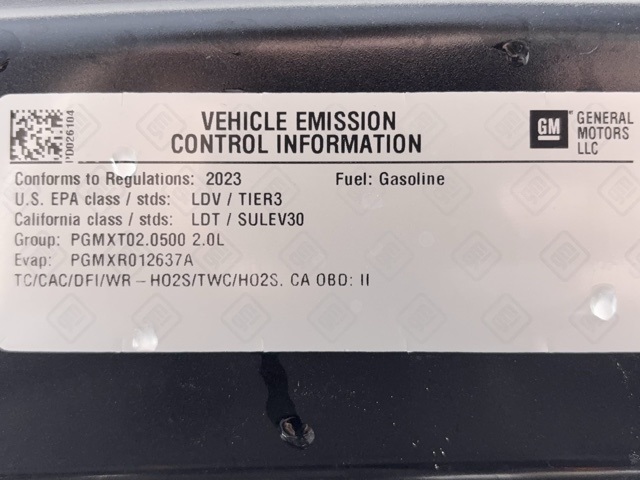 VEHICLE EMISSION
CONTROL INFORMATION
GM
GENERAL
MOTORS
LLC
PD026104
Conforms to Regulations: 2023 Fuel: Gasoline
U.S. EPA class / stds: LDV / TIER3
California class / stds: LDT / SULEV30
Group: PGMXT02.0500 2.0L
Evap: PGMXR012637A
TC/CAC/DFI/WR – HO2S/TWC/HO2S. CA OBD: II